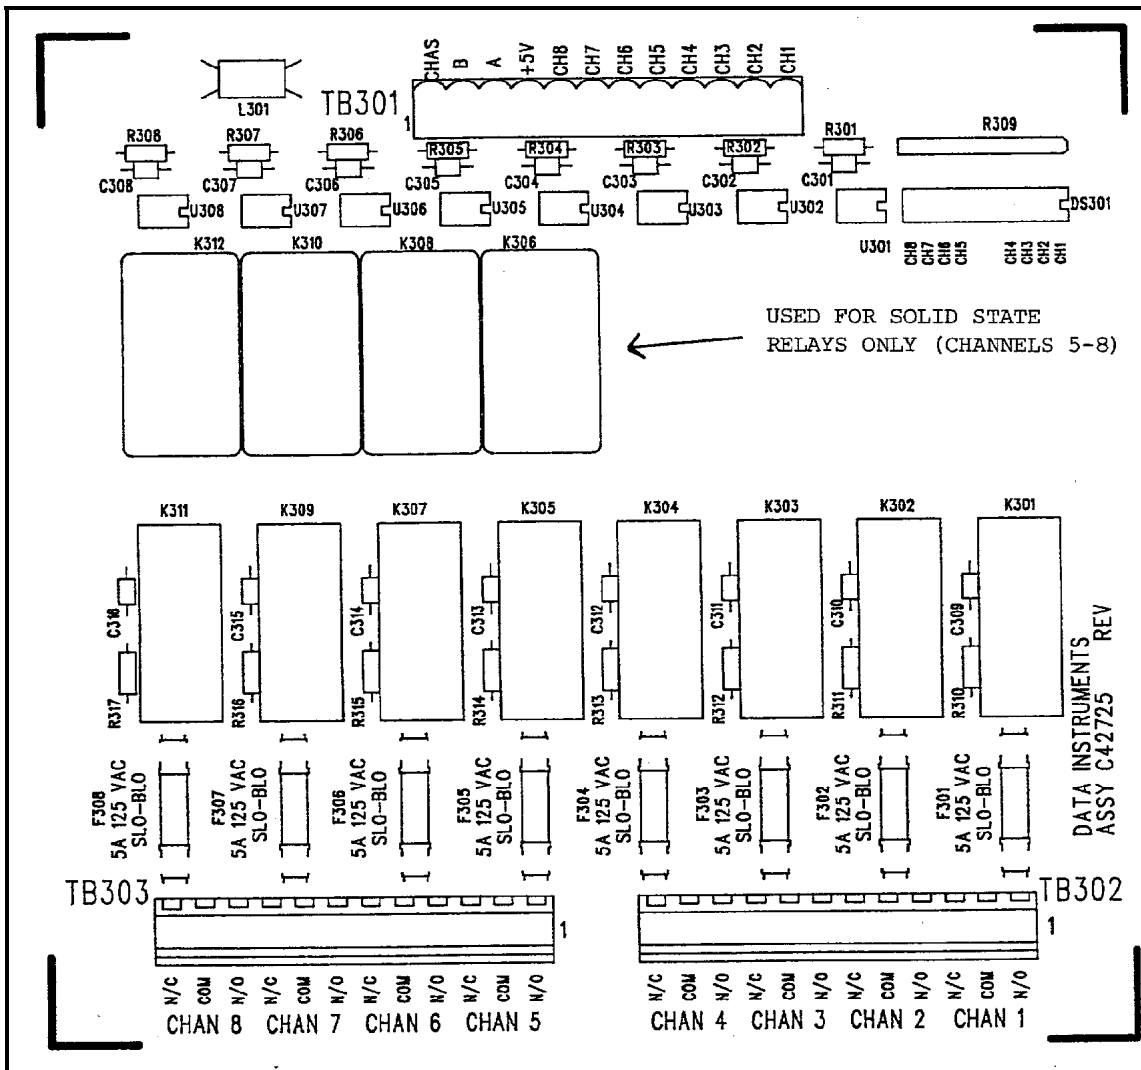 CHAS B A +5V CH8 CH7 CH6 CH5 CH4 CH3 CH2 CH1
L301
TB301
1
R308 R307 R306 R305 R304 R303 R302 R301 R309
C308 C307 C306 C305 C304 C303 C302 C301
U308 U307 U306 U305 U304 U303 U302 DS301
U301
CH8 CH7 CH6 CH5 CH4 CH3 CH2 CH1
K312 K310 K308 K306
USED FOR SOLID STATE
RELAYS ONLY (CHANNELS 5-8)
K311 K309 K307 K305 K304 K303 K302 K301
C316 C315 C314 C313 C312 C311 C310 C309
R317 R316 R315 R314 R313 R312 R311 R310
DATA INSTRUMENTS
ASSY C42725 REV
F308
5A 125 VAC
SLO-BLO
F307
5A 125 VAC
SLO-BLO
F306
5A 125 VAC
SLO-BLO
F305
5A 125 VAC
SLO-BLO
F304
5A 125 VAC
SLO-BLO
F303
5A 125 VAC
SLO-BLO
F302
5A 125 VAC
SLO-BLO
F301
5A 125 VAC
SLO-BLO
TB303
1
TB302
1
N/C COM N/O N/C COM N/O N/C COM N/O N/C COM N/O
N/C COM N/O N/C COM N/O N/C COM N/O N/C COM N/O
CHAN 8 CHAN 7 CHAN 6 CHAN 5 CHAN 4 CHAN 3 CHAN 2 CHAN 1